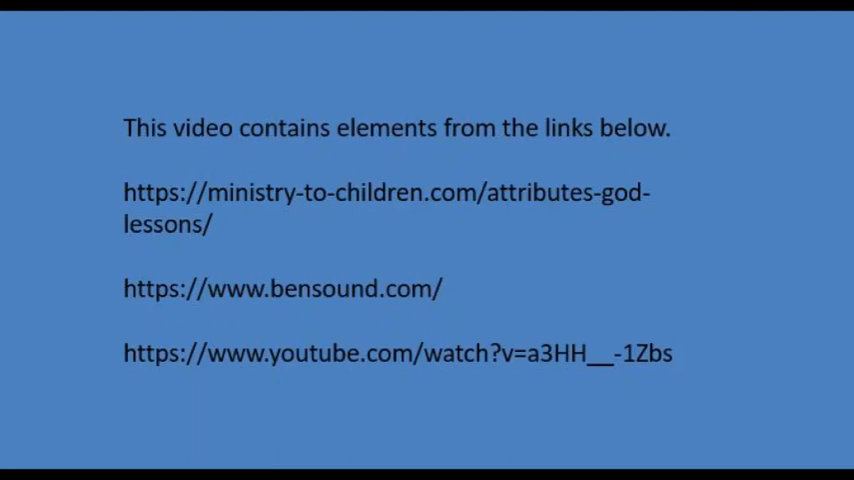 This video contains elements from the links below.
https://ministry-to-children.com/attributes-god-
lessons/
https://www.bensound.com/
https://www.youtube.com/watch?v=a3HH__-1Zbs